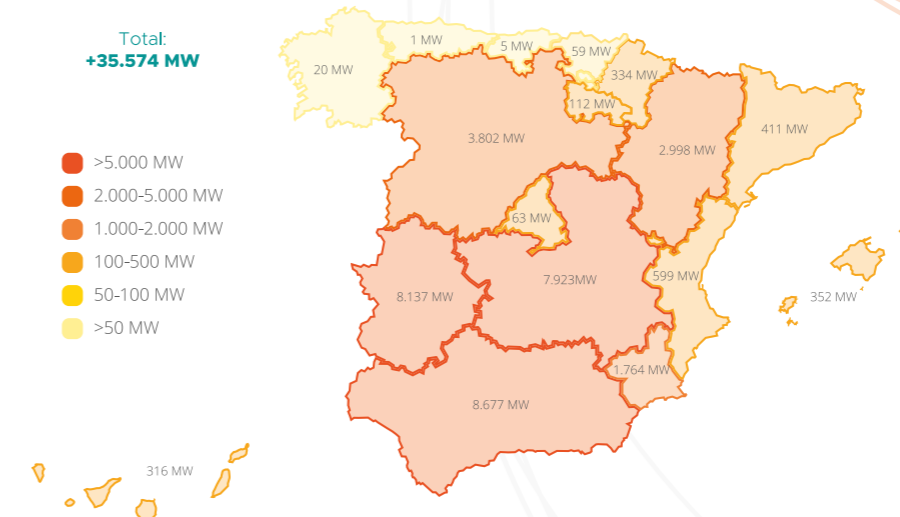 Total:
+35.574 MW
1 MW
5 MW
59 MW
20 MW
334 MW
112 MW
3.802 MW
2.998 MW
411 MW
>5.000 MW
2.000-5.000 MW
1.000-2.000 MW
100-500 MW
50-100 MW
>50 MW
63 MW
599 MW
7.923MW
8.137 MW
352 MW
1.764 MW
8.677 MW
316 MW